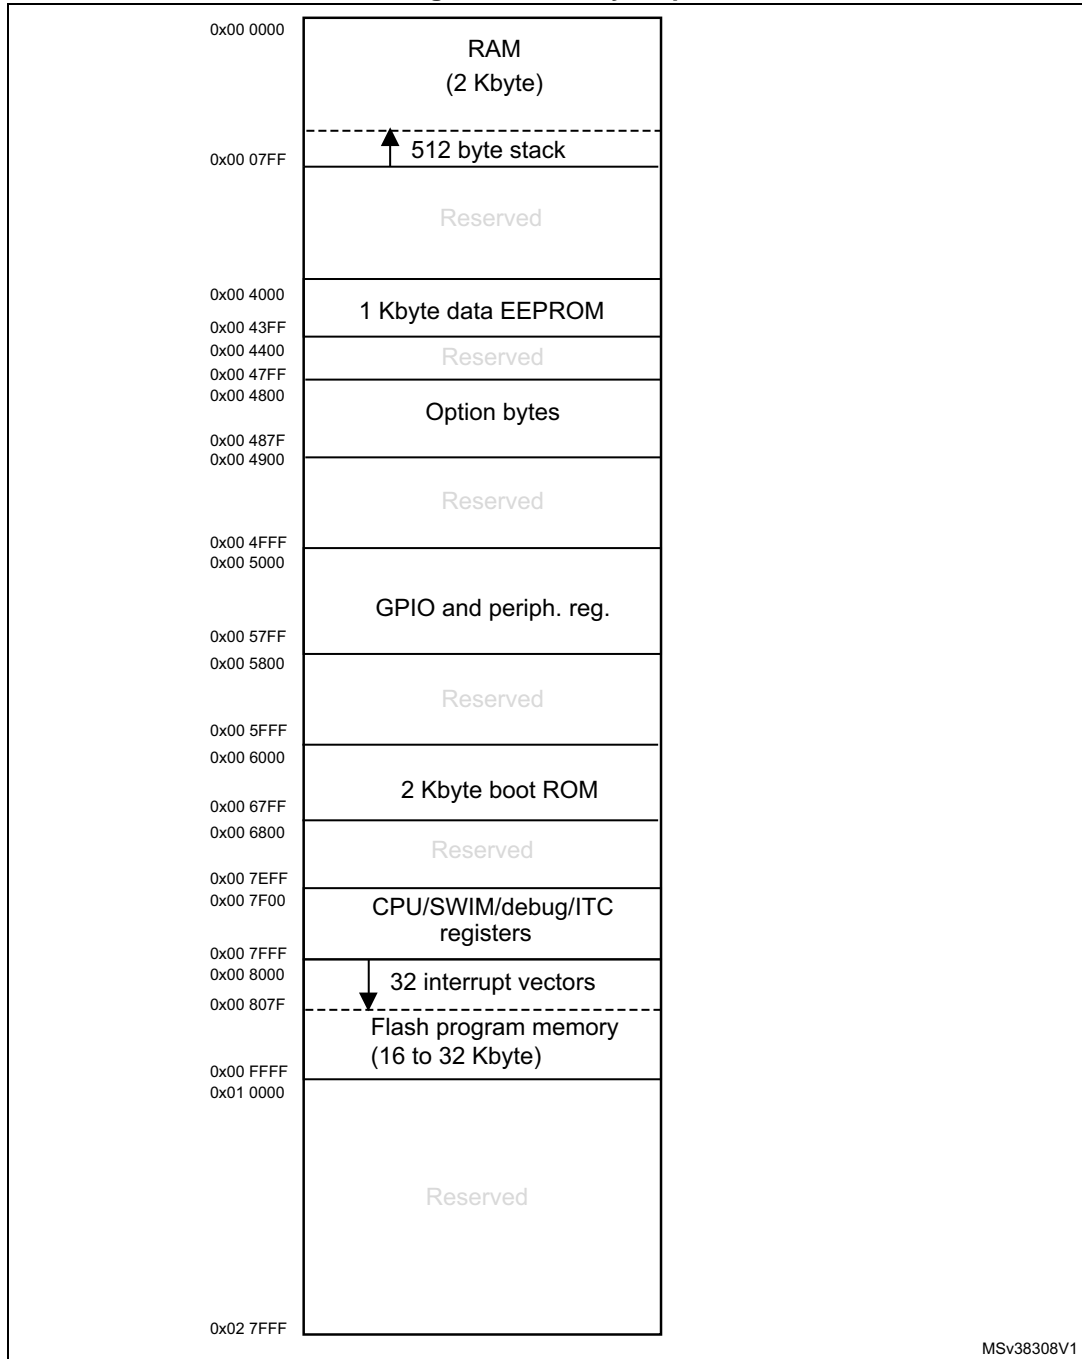 0x00 0000
RAM
(2 Kbyte)
512 byte stack
0x00 07FF
Reserved
0x00 4000
1 Kbyte data EEPROM
0x00 43FF
0x00 4400
Reserved
0x00 47FF
0x00 4800
Option bytes
0x00 487F
0x00 4900
Reserved
0x00 4FFF
0x00 5000
GPIO and periph. reg.
0x00 57FF
0x00 5800
Reserved
0x00 5FFF
0x00 6000
2 Kbyte boot ROM
0x00 67FF
0x00 6800
Reserved
0x00 7EFF
0x00 7F00
CPU/SWIM/debug/ITC
registers
0x00 7FFF
0x00 8000
32 interrupt vectors
0x00 807F
Flash program memory
(16 to 32 Kbyte)
0x00 FFFF
0x01 0000
Reserved
0x02 7FFF
MSv38308V1